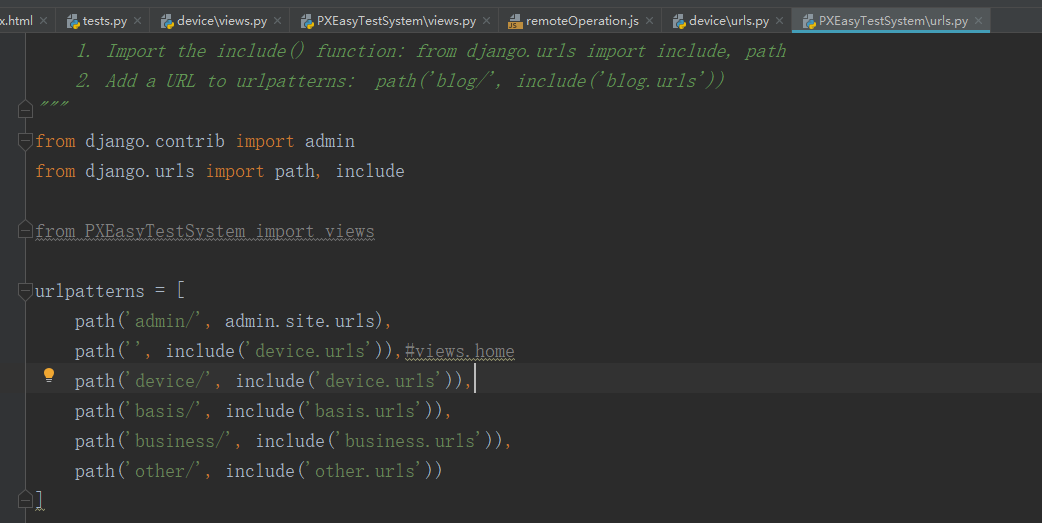 x.html × tests.py × device\views.py × PXEasyTestSystem\views.py × remoteOperation.js × device\urls.py × PXEasyTestSystem\urls.py ×
1. Import the include() function: from django.urls import include, path
2. Add a URL to urlpatterns:  path('blog/', include('blog.urls'))
"""
from django.contrib import admin
from django.urls import path, include
from PXEasyTestSystem import views
urlpatterns = [
path('admin/', admin.site.urls),
path('', include('device.urls')),#views.home
path('device/', include('device.urls')),
path('basis/', include('basis.urls')),
path('business/', include('business.urls')),
path('other/', include('other.urls'))
]